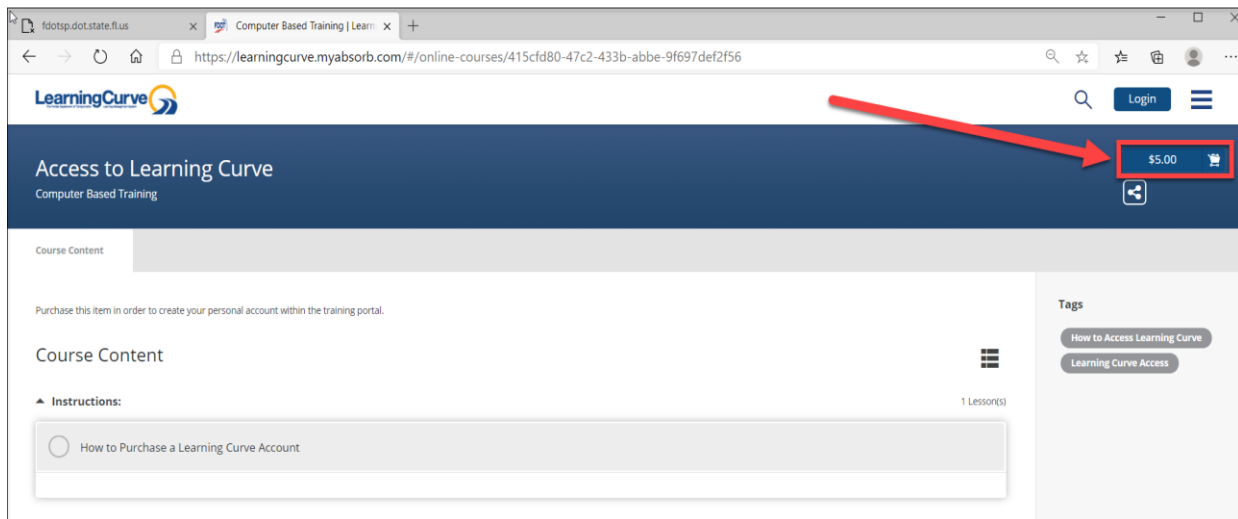 fdotsp.dot.state.fl.us
Computer Based Training | Learn
https://learningcurve.myabsorb.com/#/online-courses/415cfd80-47c2-433b-abbe-9f697def2f56
LearningCurve
Login
Access to Learning Curve
$5.00
Computer Based Training
Course Content
Purchase this item in order to create your personal account within the training portal.
Tags
How to Access Learning Curve
Learning Curve Access
Course Content
Instructions:
1 Lesson(s)
How to Purchase a Learning Curve Account